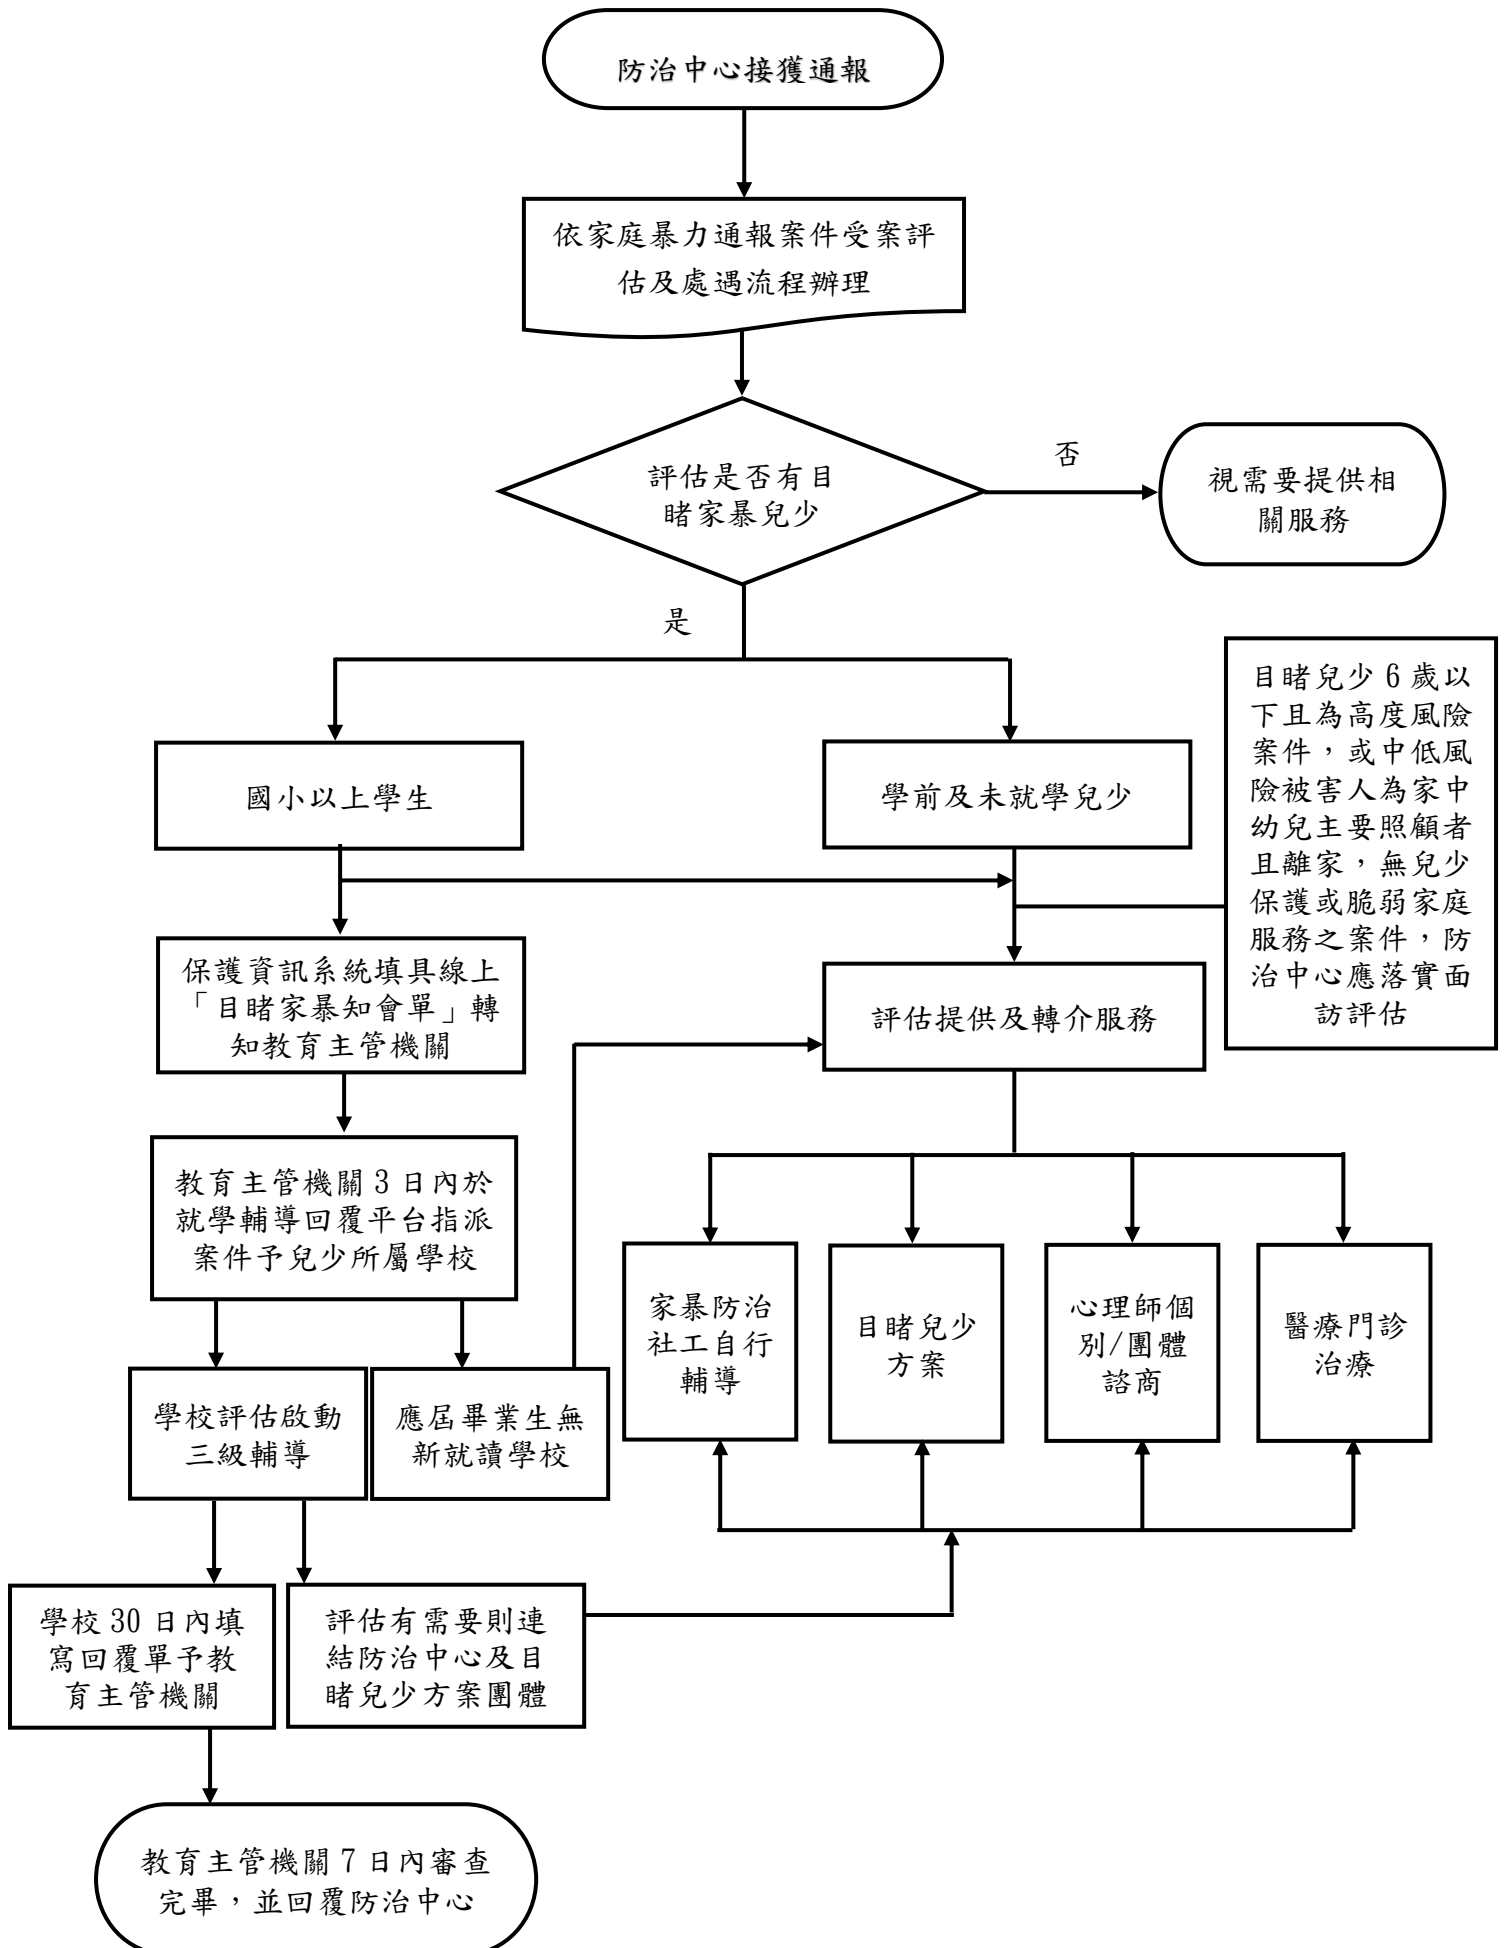 防治中心接獲通報
依家庭暴力通報案件受案評
估及處遇流程辦理
評估是否有目
睹家暴兒少
否
視需要提供相
關服務
是
國小以上學生
學前及未就學兒少
目睹兒少 6 歲以
下且為高度風險
案件，或中低風
險被害人為家中
幼兒主要照顧者
且離家，無兒少
保護或脆弱家庭
服務之案件，防
治中心應落實面
訪評估
保護資訊系統填具線上
「目睹家暴知會單」轉
知教育主管機關
評估提供及轉介服務
教育主管機關 3 日內於
就學輔導回覆平台指派
案件予兒少所屬學校
家暴防治
社工自行
輔導
目睹兒少
方案
心理師個
別/團體
諮商
醫療門診
治療
學校評估啟動
三級輔導
應屆畢業生無
新就讀學校
學校 30 日內填
寫回覆單予教
育主管機關
評估有需要則連
結防治中心及目
睹兒少方案團體
教育主管機關 7 日內審查
完畢，並回覆防治中心